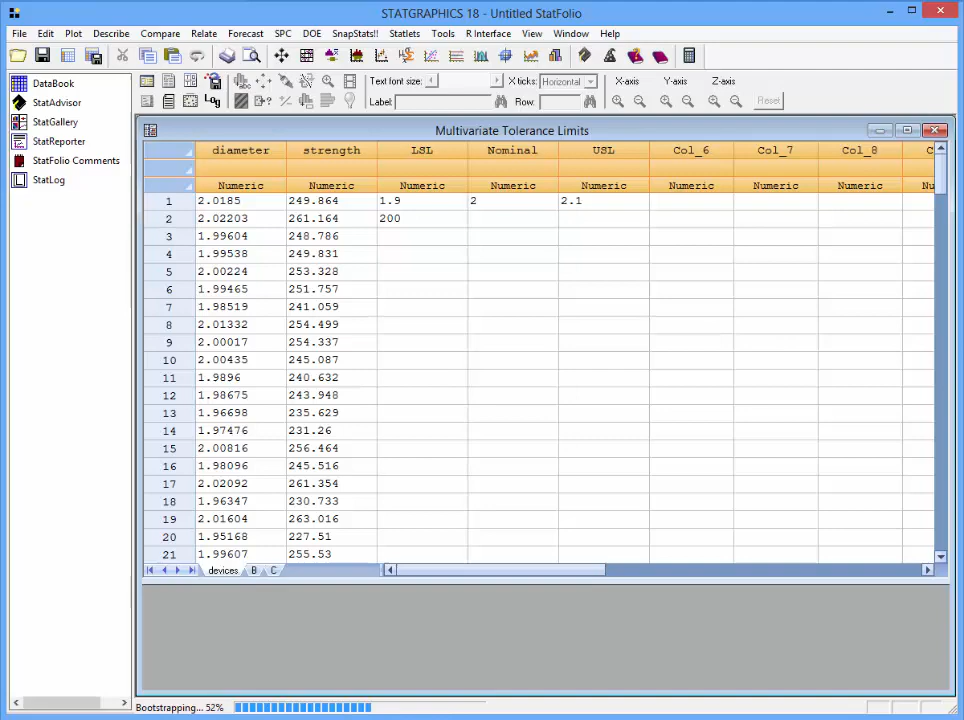 STATGRAPHICS 18 - Untitled StatFolio
File Edit Plot Describe Compare Relate Forecast SPC DOE SnapStats!! Statlets Tools R Interface View Window Help
DataBook
StatAdvisor
StatGallery
StatReporter
StatFolio Comments
StatLog
Log
Text font size: X ticks: Horizontal X-axis Y-axis Z-axis
Label: Row: Reset
Multivariate Tolerance Limits
diameter strength LSL Nominal USL Col_6 Col_7 Col_8 C
Numeric Numeric Numeric Numeric Numeric Numeric Numeric Numeric Nu
1 2.0185 249.864 1.9 2 2.1
2 2.02203 261.164 200
3 1.99604 248.786
4 1.99538 249.831
5 2.00224 253.328
6 1.99465 251.757
7 1.98519 241.059
8 2.01332 254.499
9 2.00017 254.337
10 2.00435 245.087
11 1.9896 240.632
12 1.98675 243.948
13 1.96698 235.629
14 1.97476 231.26
15 2.00816 256.464
16 1.98096 245.516
17 2.02092 261.354
18 1.96347 230.733
19 2.01604 263.016
20 1.95168 227.51
21 1.99607 255.53
devices B C
Bootstrapping... 52%